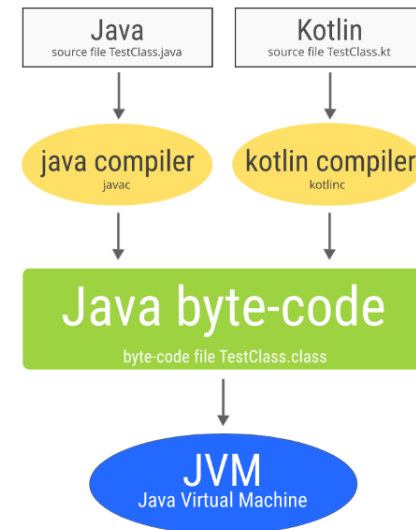 Java
source file TestClass.java
Kotlin
source file TestClass.kt
java compiler
javac
kotlin compiler
kotlinc
Java byte-code
byte-code file TestClass.class
JVM
Java Virtual Machine